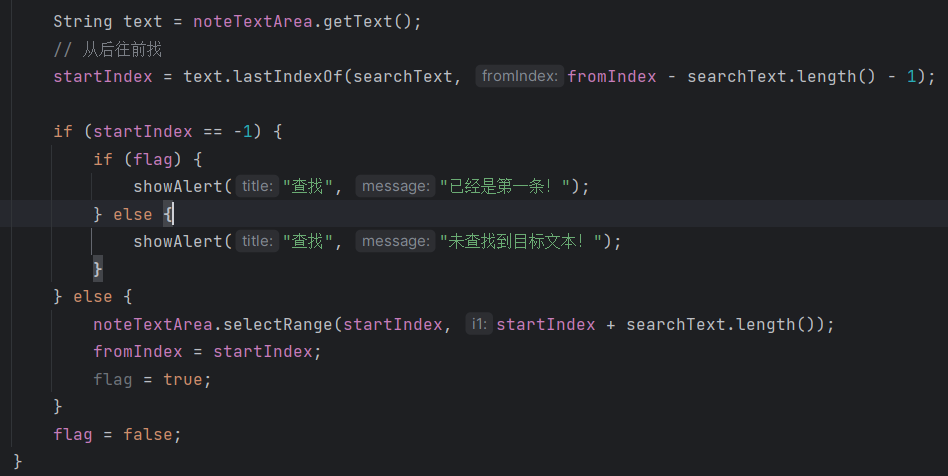 String text = noteTextArea.getText();
// 从后往前找
startIndex = text.lastIndexOf(searchText, fromIndex: fromIndex - searchText.length() - 1);
if (startIndex == -1) {
if (flag) {
showAlert( title: "查找", message: "已经是第一条！");
} else {
showAlert( title: "查找", message: "未查找到目标文本！");
}
} else {
noteTextArea.selectRange(startIndex, i1: startIndex + searchText.length());
fromIndex = startIndex;
flag = true;
}
flag = false;
}